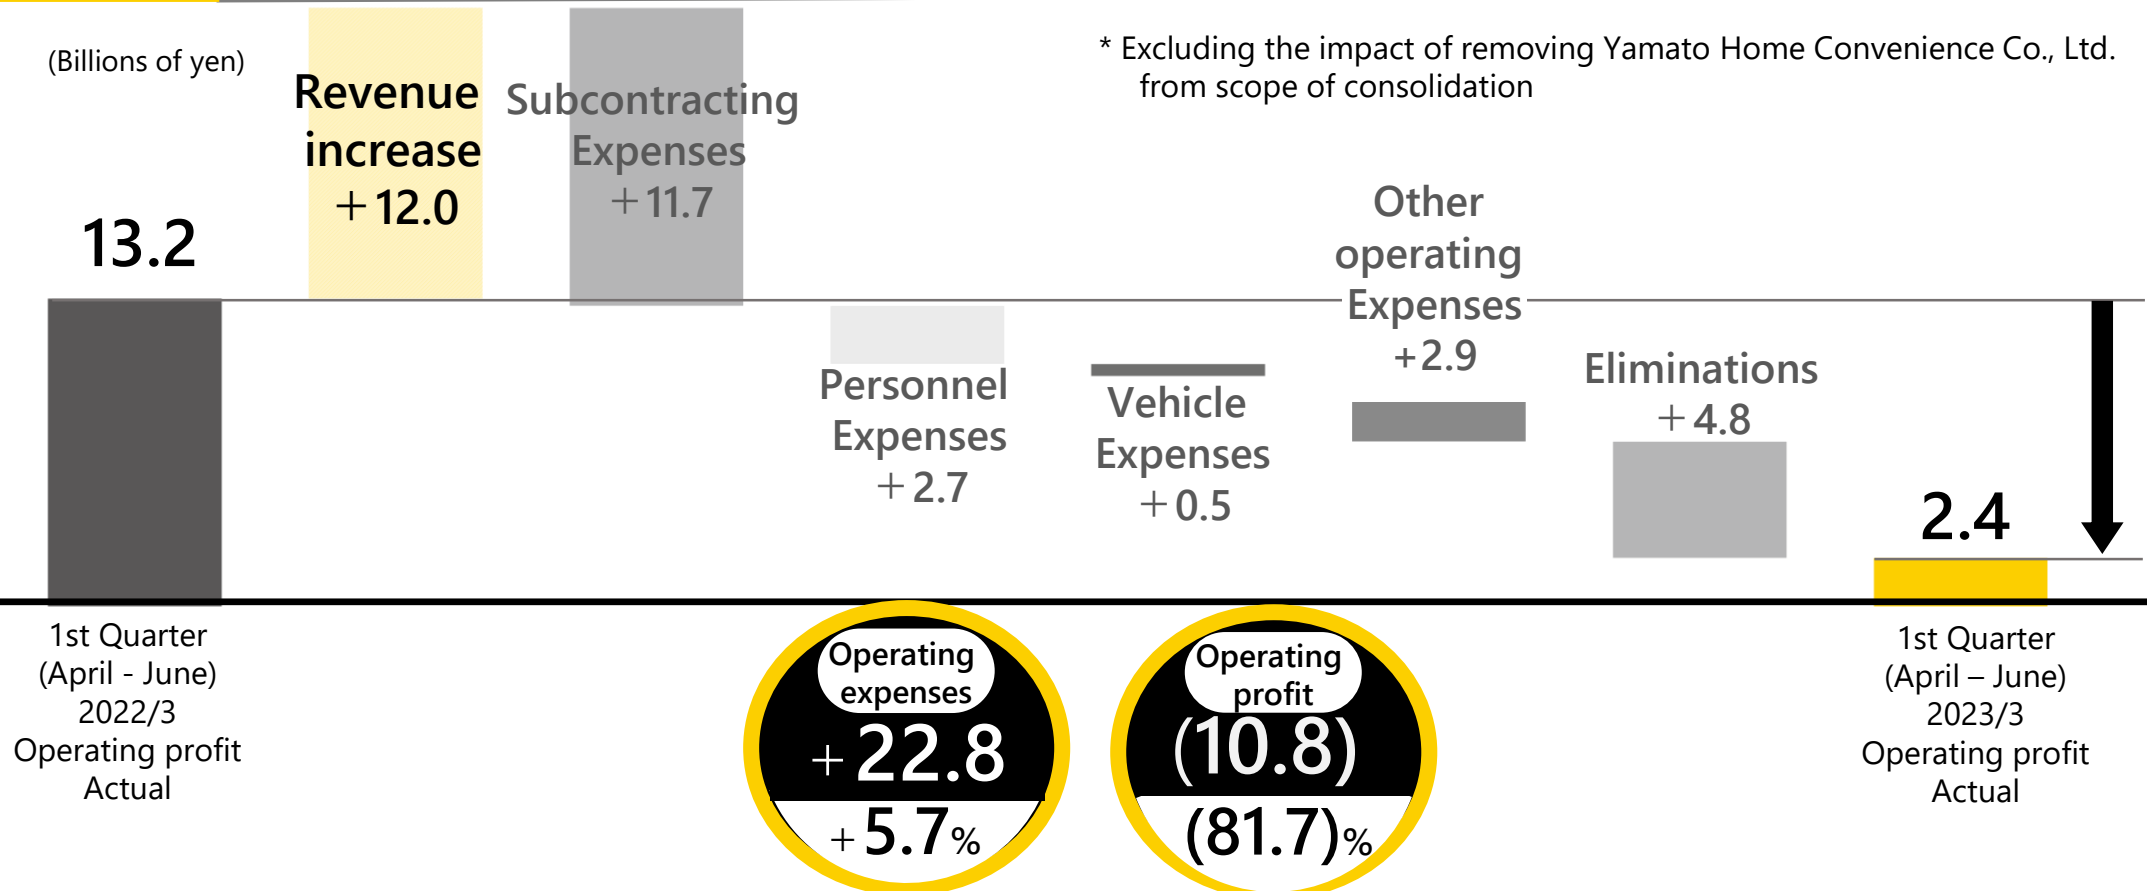 (Billions of yen)
* Excluding the impact of removing Yamato Home Convenience Co., Ltd.
from scope of consolidation
13.2
Revenue
increase
+12.0
Subcontracting
Expenses
+11.7
Personnel
Expenses
+2.7
Vehicle
Expenses
+0.5
Other
operating
Expenses
+2.9
Eliminations
+4.8
2.4
1st Quarter
(April - June)
2022/3
Operating profit
Actual
Operating
expenses
+22.8
+5.7%
Operating
profit
(10.8)
(81.7)%
1st Quarter
(April – June)
2023/3
Operating profit
Actual